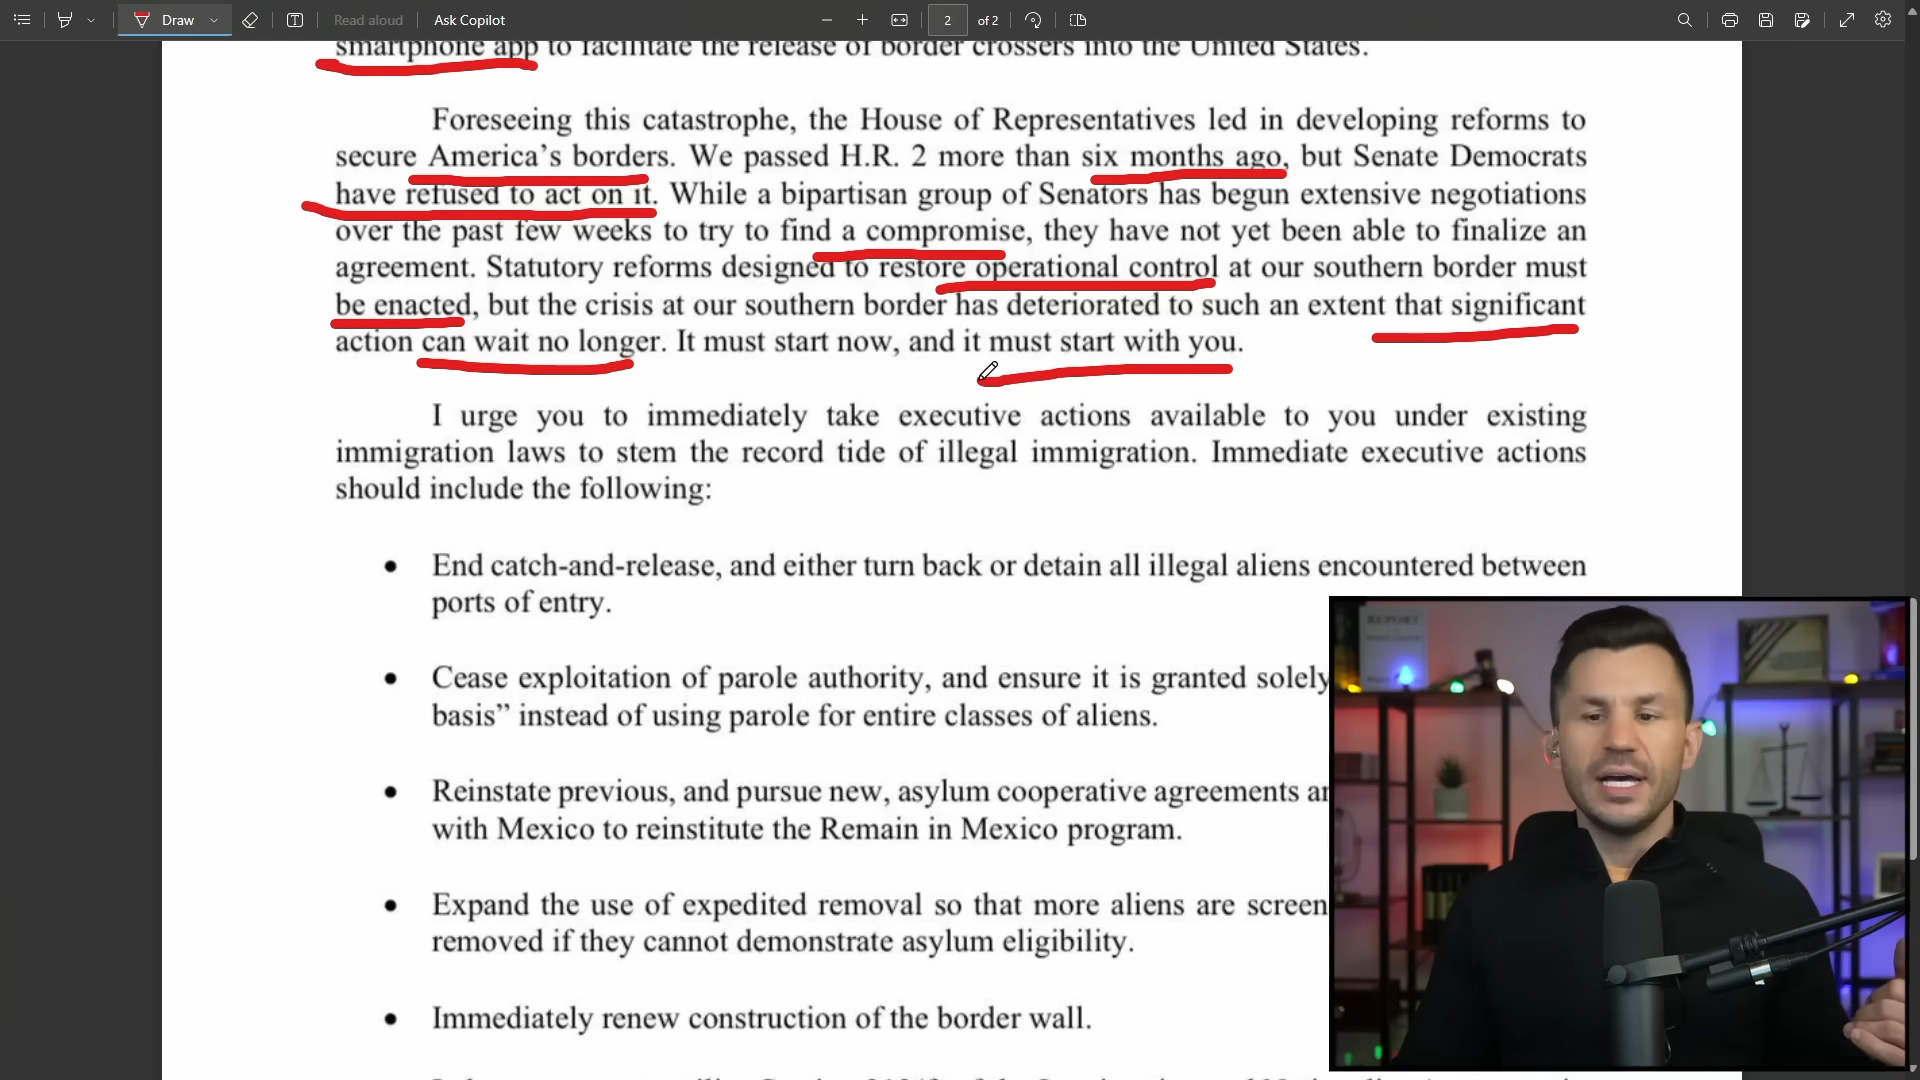 Draw
Read aloud
Ask Copilot
2
of 2
smartphone app to facilitate the release of border crossers into the United States.
Foreseeing this catastrophe, the House of Representatives led in developing reforms to
secure America's borders. We passed H.R. 2 more than six months ago, but Senate Democrats
have refused to act on it. While a bipartisan group of Senators has begun extensive negotiations
over the past few weeks to try to find a compromise, they have not yet been able to finalize an
agreement. Statutory reforms designed to restore operational control at our southern border must
be enacted, but the crisis at our southern border has deteriorated to such an extent that significant
action can wait no longer. It must start now, and it must start with you.
I urge you to immediately take executive actions available to you under existing
immigration laws to stem the record tide of illegal immigration. Immediate executive actions
should include the following:
• End catch-and-release, and either turn back or detain all illegal aliens encountered between
ports of entry.
• Cease exploitation of parole authority, and ensure it is granted solely
basis” instead of using parole for entire classes of aliens.
• Reinstate previous, and pursue new, asylum cooperative agreements
with Mexico to reinstitute the Remain in Mexico program.
• Expand the use of expedited removal so that more aliens are screen
removed if they cannot demonstrate asylum eligibility.
• Immediately renew construction of the border wall.
REPORT